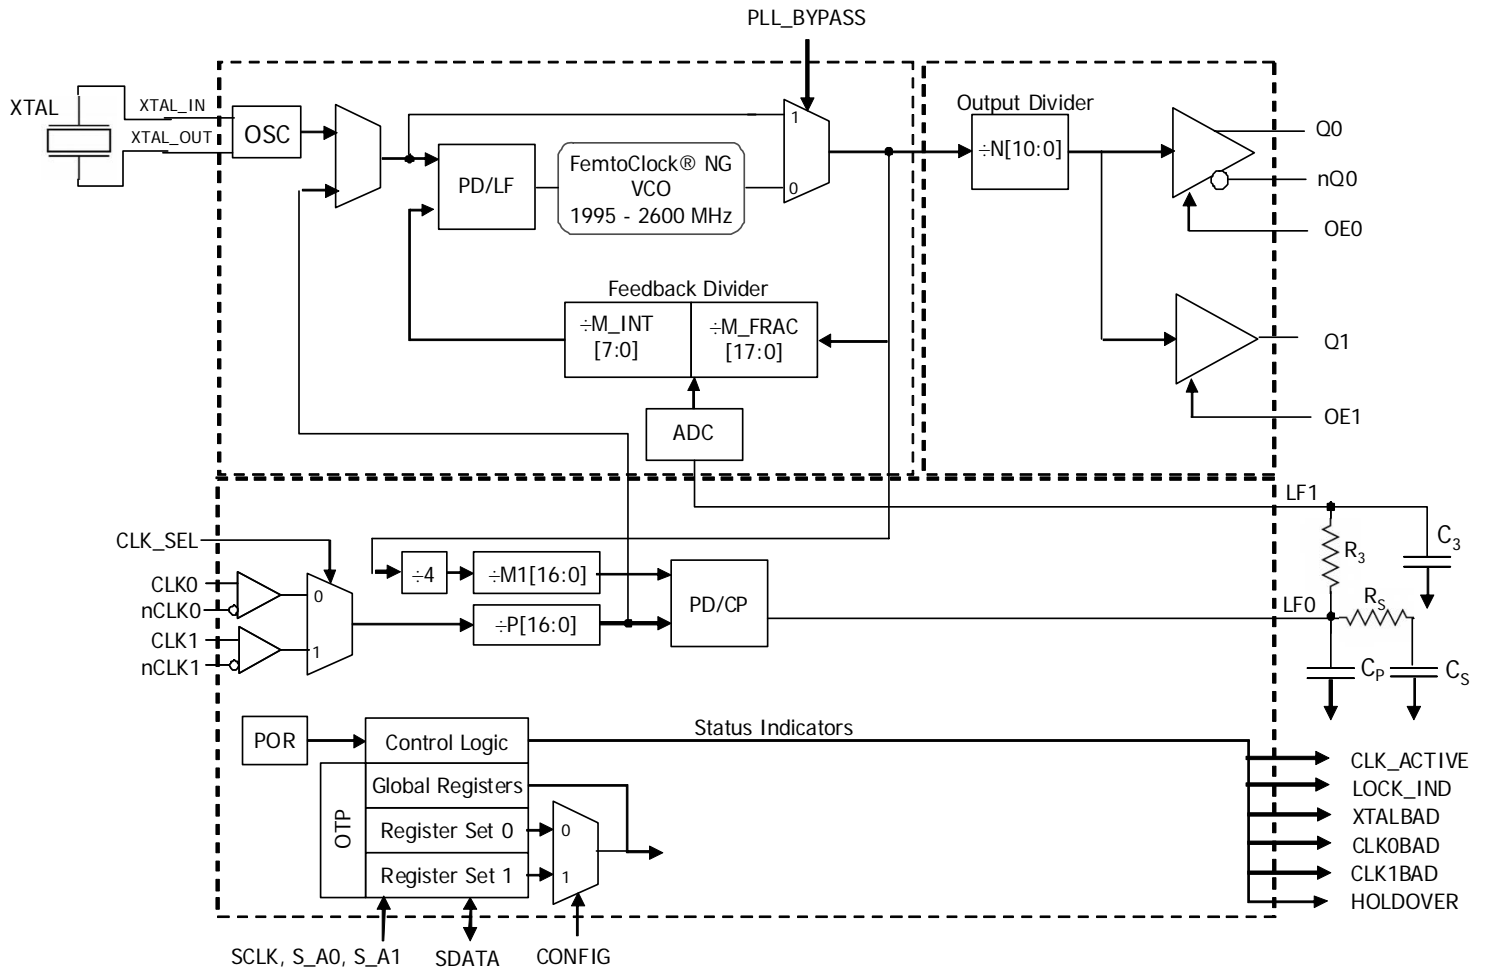 PLL_BYPASS
XTAL
XTAL_IN
XTAL_OUT
OSC
PD/LF
FemtoClock® NG
VCO
1995 - 2600 MHz
1
0
Output Divider
÷N[10:0]
Q0
nQ0
OE0
Feedback Divider
÷M_INT
[7:0]
÷M_FRAC
[17:0]
Q1
OE1
ADC
LF1
CLK_SEL
CLK0
nCLK0
CLK1
nCLK1
0
1
÷4
÷M1[16:0]
÷P[16:0]
PD/CP
LF0
R3
C3
RS
CP
CS
POR
Control Logic
Status Indicators
OTP
Global Registers
Register Set 0
Register Set 1
0
1
CLK_ACTIVE
LOCK_IND
XTALBAD
CLK0BAD
CLK1BAD
HOLDOVER
SCLK, S_A0, S_A1
SDATA
CONFIG